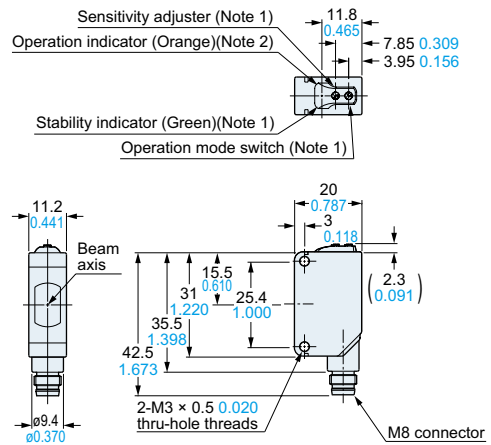 Sensitivity adjuster (Note 1)
Operation indicator (Orange)(Note 2)
11.8
0.465
7.85 0.309
3.95 0.156
Stability indicator (Green)(Note 1)
Operation mode switch (Note 1)
11.2
0.441
Beam
axis
20
0.787
3
0.118
2.3
0.091
15.5
0.610
31
1.220
25.4
1.000
35.5
1.398
42.5
1.673
ø9.4
ø0.370
2-M3 × 0.5 0.020
thru-hole threads
M8 connector